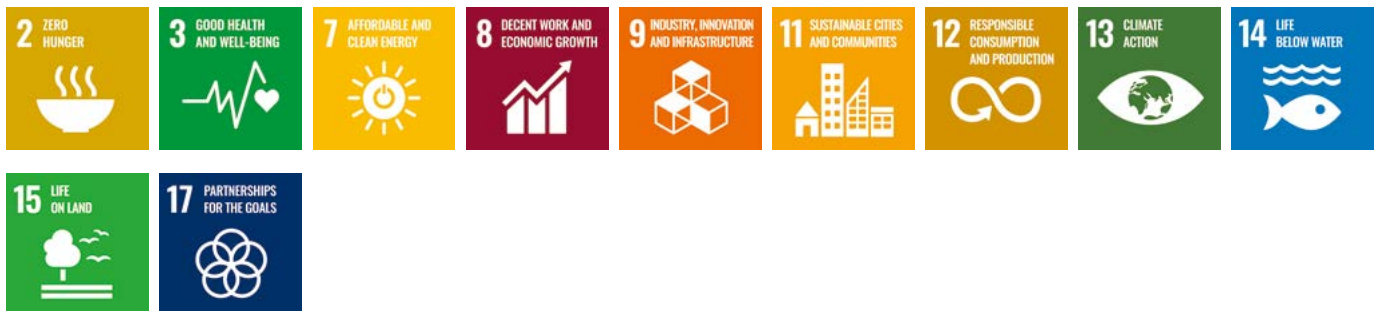 2 ZERO
HUNGER
3 GOOD HEALTH
AND WELL-BEING
7 AFFORDABLE AND
CLEAN ENERGY
8 DECENT WORK AND
ECONOMIC GROWTH
9 INDUSTRY, INNOVATION
AND INFRASTRUCTURE
11 SUSTAINABLE CITIES
AND COMMUNITIES
12 RESPONSIBLE
CONSUMPTION
AND PRODUCTION
13 CLIMATE
ACTION
14 LIFE
BELOW WATER
15 LIFE
ON LAND
17 PARTNERSHIPS
FOR THE GOALS